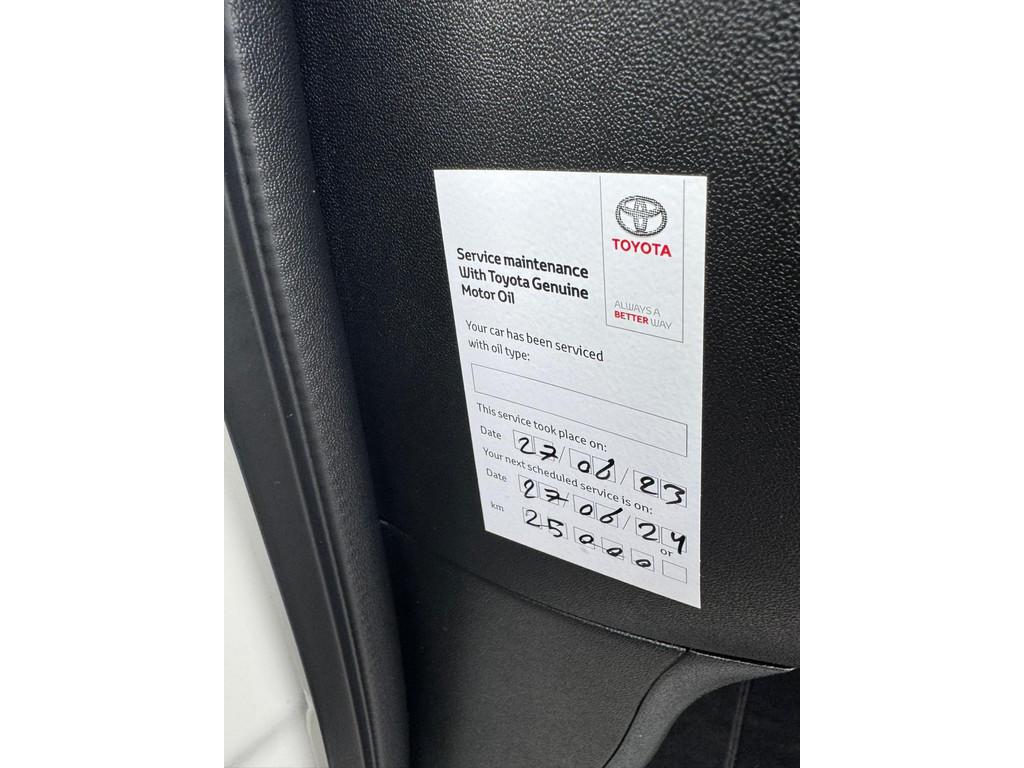 TOYOTA
ALWAYS A
BETTER WAY
Service maintenance
With Toyota Genuine
Motor Oil
Your car has been serviced
with oil type:
This service took place on:
Date 27/06/23
Your next scheduled service is on:
Date 27/06/24
or
km 25000